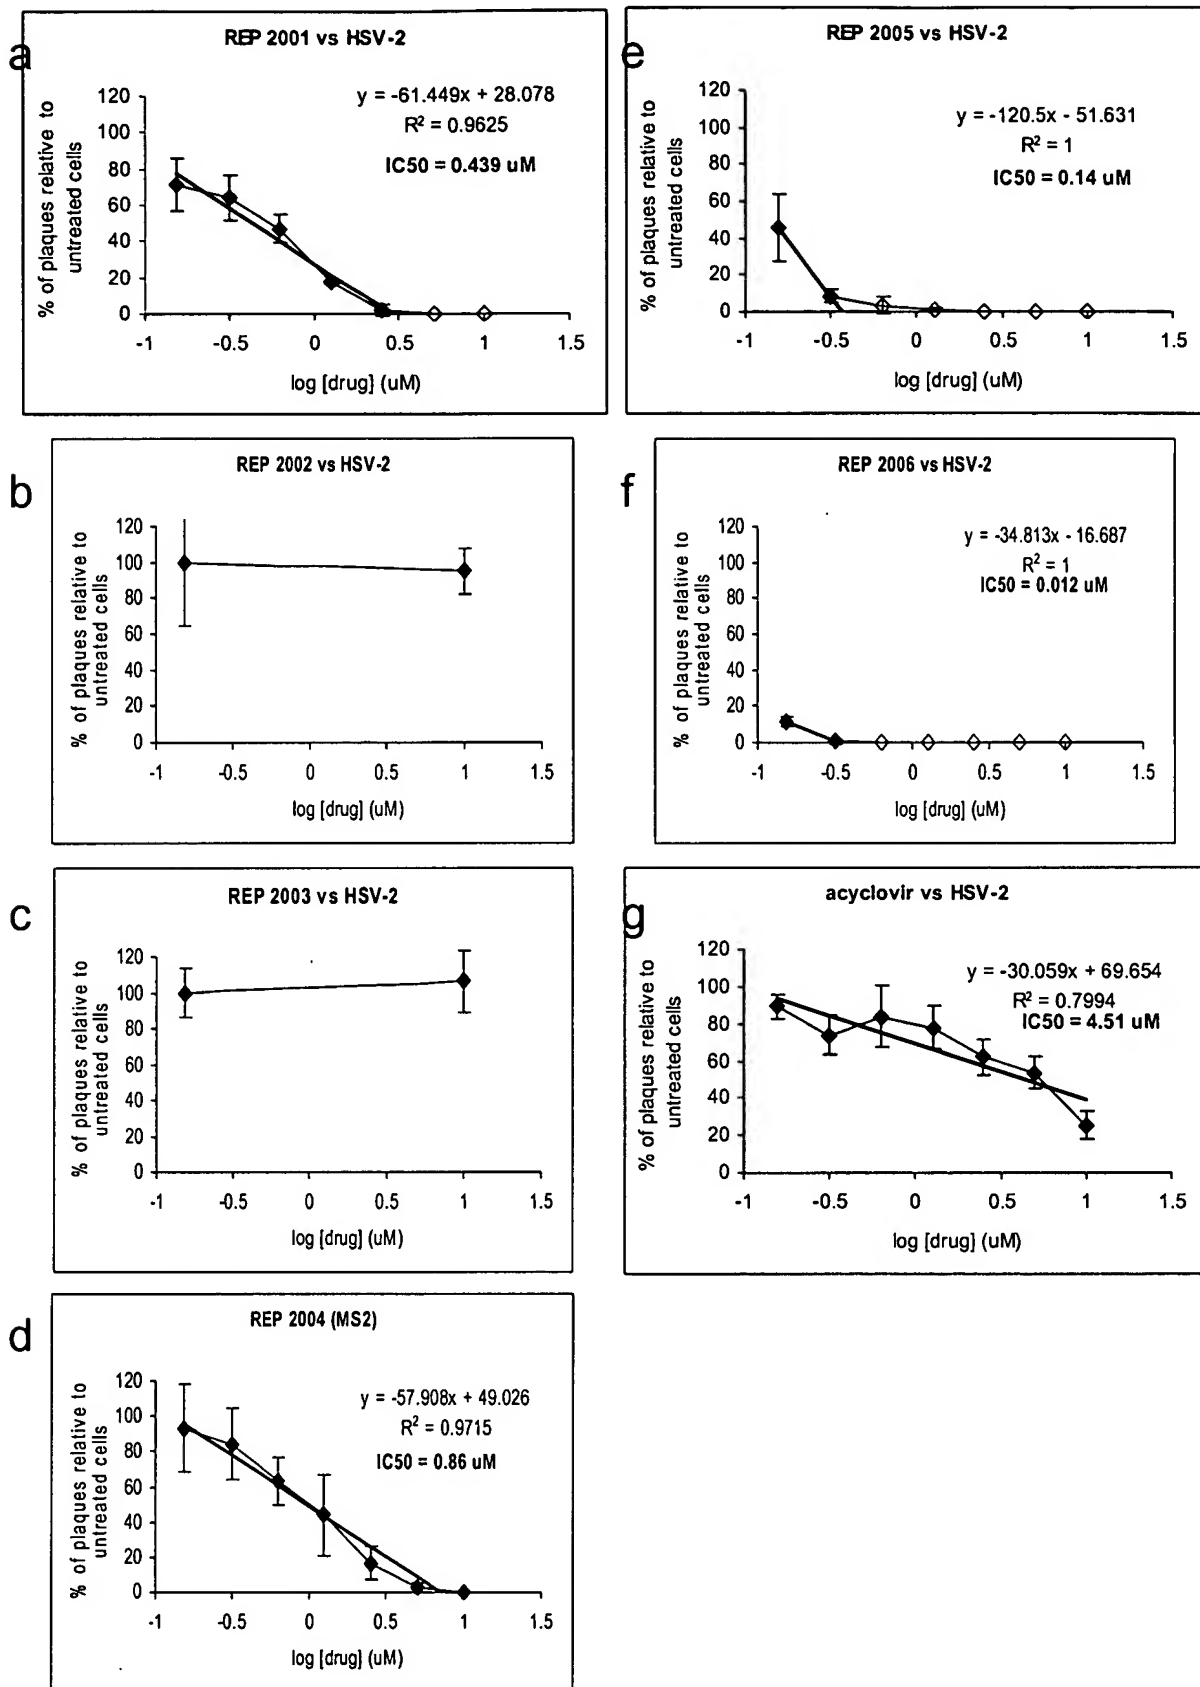 a
REP 2001 vs HSV-2
% of plaques relative to
untreated cells
120
100
80
60
40
20
0
y = -61.449x + 28.078
R² = 0.9625
IC50 = 0.439 uM
-1
-0.5
0
0.5
1
1.5
log [drug] (uM)
e
REP 2005 vs HSV-2
% of plaques relative to
untreated cells
120
100
80
60
40
20
0
y = -120.5x - 51.631
R² = 1
IC50 = 0.14 uM
-1
-0.5
0
0.5
1
1.5
log [drug] (uM)
b
REP 2002 vs HSV-2
% of plaques relative to
untreated cells
120
100
80
60
40
20
0
-1
-0.5
0
0.5
1
1.5
log [drug] (uM)
f
REP 2006 vs HSV-2
% of plaques relative to
untreated cells
120
100
80
60
40
20
0
y = -34.813x - 16.687
R² = 1
IC50 = 0.012 uM
-1
-0.5
0
0.5
1
1.5
log [drug] (uM)
c
REP 2003 vs HSV-2
% of plaques relative to
untreated cells
120
100
80
60
40
20
0
-1
-0.5
0
0.5
1
1.5
log [drug] (uM)
g
acyclovir vs HSV-2
% of plaques relative to
untreated cells
120
100
80
60
40
20
0
y = -30.059x + 69.654
R² = 0.7994
IC50 = 4.51 uM
-1
-0.5
0
0.5
1
1.5
log [drug] (uM)
d
REP 2004 (MS2)
% of plaques relative to
untreated cells
120
100
80
60
40
20
0
y = -57.908x + 49.026
R² = 0.9715
IC50 = 0.86 uM
-1
-0.5
0
0.5
1
1.5
log [drug] (uM)